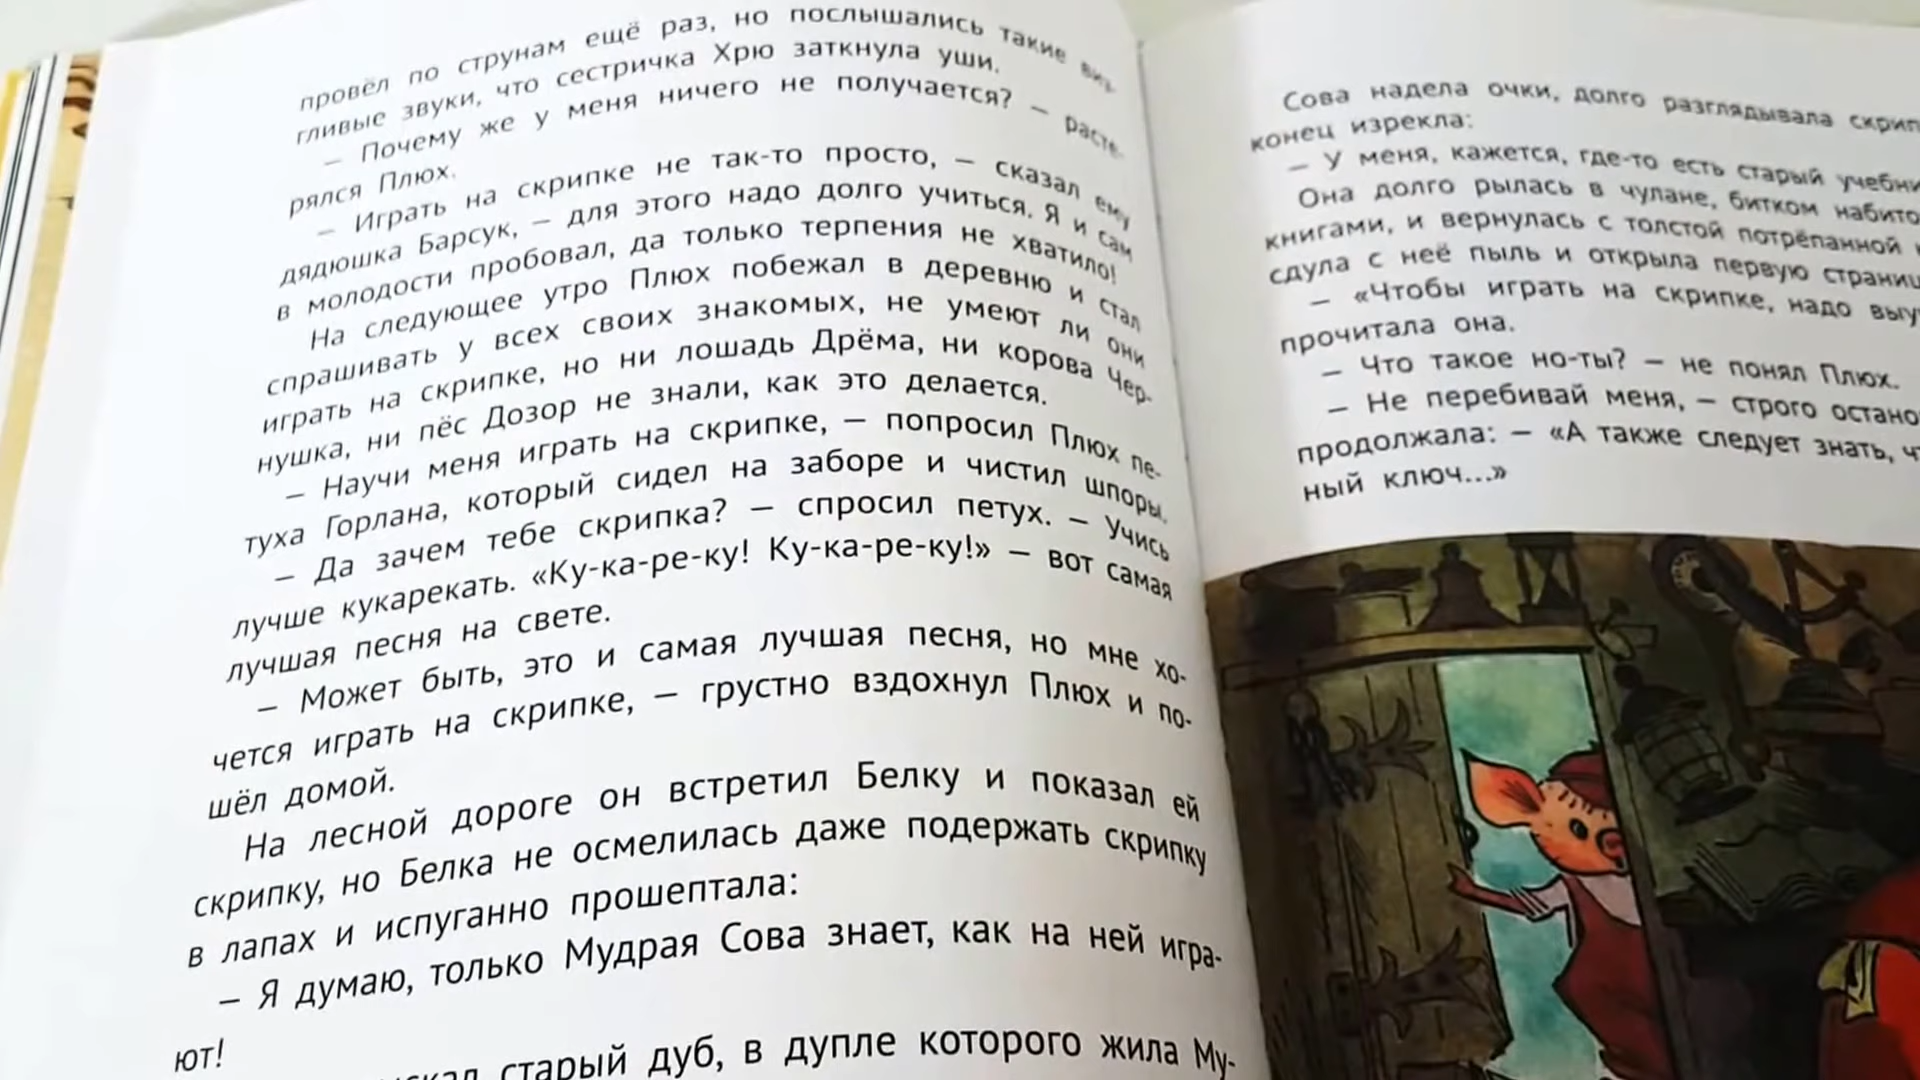 провёл по струнам ещё раз, но послышались такие виз-
гливые звуки, что сестричка Хрю заткнула уши.
— Почему же у меня ничего не получается? — расте-
рялся Плюх.
— Играть на скрипке не так-то просто, — сказал ему
дядюшка Барсук, — для этого надо долго учиться. Я и сам
в молодости пробовал, да только терпения не хватило!
На следующее утро Плюх побежал в деревню и стал
спрашивать у всех своих знакомых, не умеют ли они
играть на скрипке, но ни лошадь Дрёма, ни корова Чер-
нушка, ни пёс Дозор не знали, как это делается.
— Научи меня играть на скрипке, — попросил Плюх пе-
туха Горлана, который сидел на заборе и чистил шпоры.
— Да зачем тебе скрипка? — спросил петух. — Учись
лучше кукарекать. «Ку-ка-ре-ку! Ку-ка-ре-ку!» — вот самая
лучшая песня на свете.
— Может быть, это и самая лучшая песня, но мне хо-
чется играть на скрипке, — грустно вздохнул Плюх и по-
шёл домой.
На лесной дороге он встретил Белку и показал ей
скрипку, но Белка не осмелилась даже подержать скрипку
в лапах и испуганно прошептала:
— Я думаю, только Мудрая Сова знает, как на ней игра-
ют!
старый дуб, в дупле которого жила Му-
Сова надела очки, долго разглядывала скрип
конец изрекла:
— У меня, кажется, где-то есть старый учебни
Она долго рылась в чулане, битком набито
книгами, и вернулась с толстой потрёпанной
сдула с неё пыль и открыла первую страниц
— «Чтобы играть на скрипке, надо выу
прочитала она.
— Что такое но-ты? — не понял Плюх.
— Не перебивай меня, — строго остано
продолжала: — «А также следует знать, чт
ный ключ...»